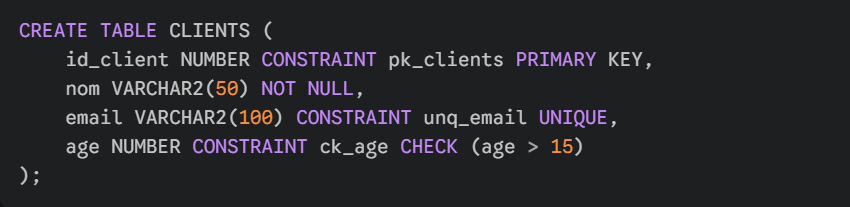 CREATE TABLE CLIENTS (
    id_client NUMBER CONSTRAINT pk_clients PRIMARY KEY,
    nom VARCHAR2(50) NOT NULL,
    email VARCHAR2(100) CONSTRAINT unq_email UNIQUE,
    age NUMBER CONSTRAINT ck_age CHECK (age > 15)
);